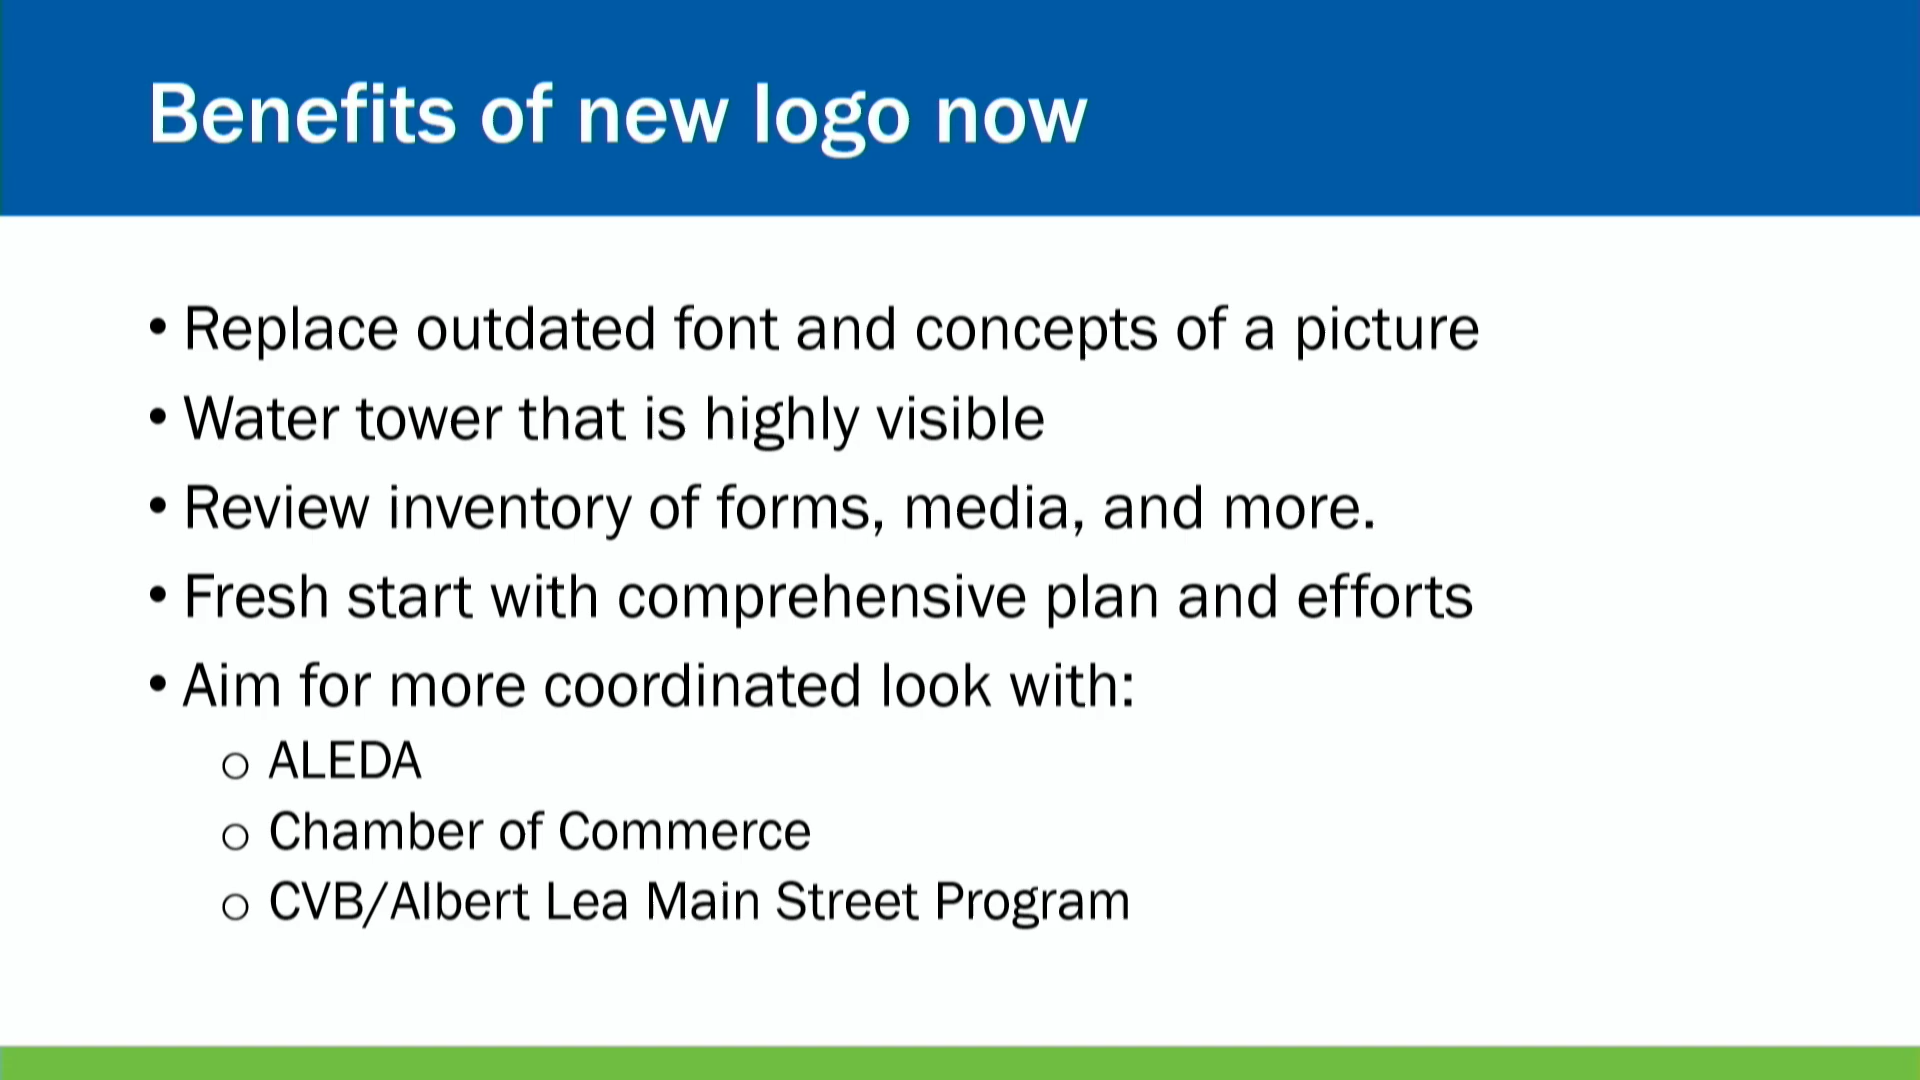 Benefits of new logo now
• Replace outdated font and concepts of a picture
• Water tower that is highly visible
• Review inventory of forms, media, and more.
• Fresh start with comprehensive plan and efforts
• Aim for more coordinated look with:
○ ALEDA
○ Chamber of Commerce
○ CVB/Albert Lea Main Street Program